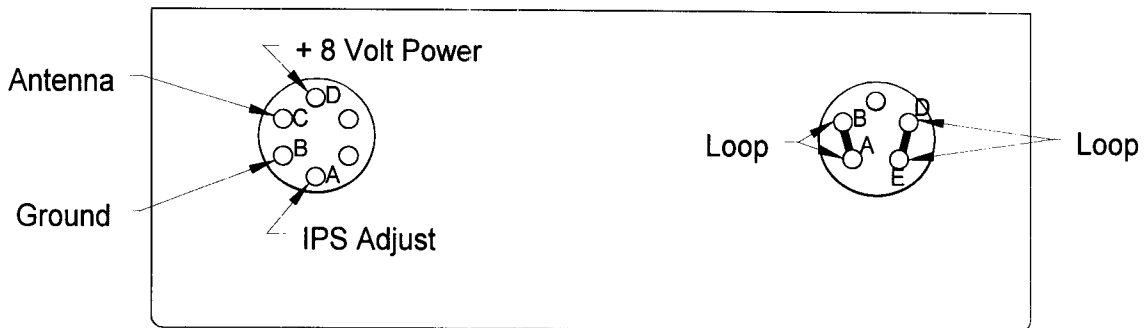 + 8 Volt Power
Antenna
D
C
B
A
Ground
IPS Adjust
B
D
Loop
A
Loop
E